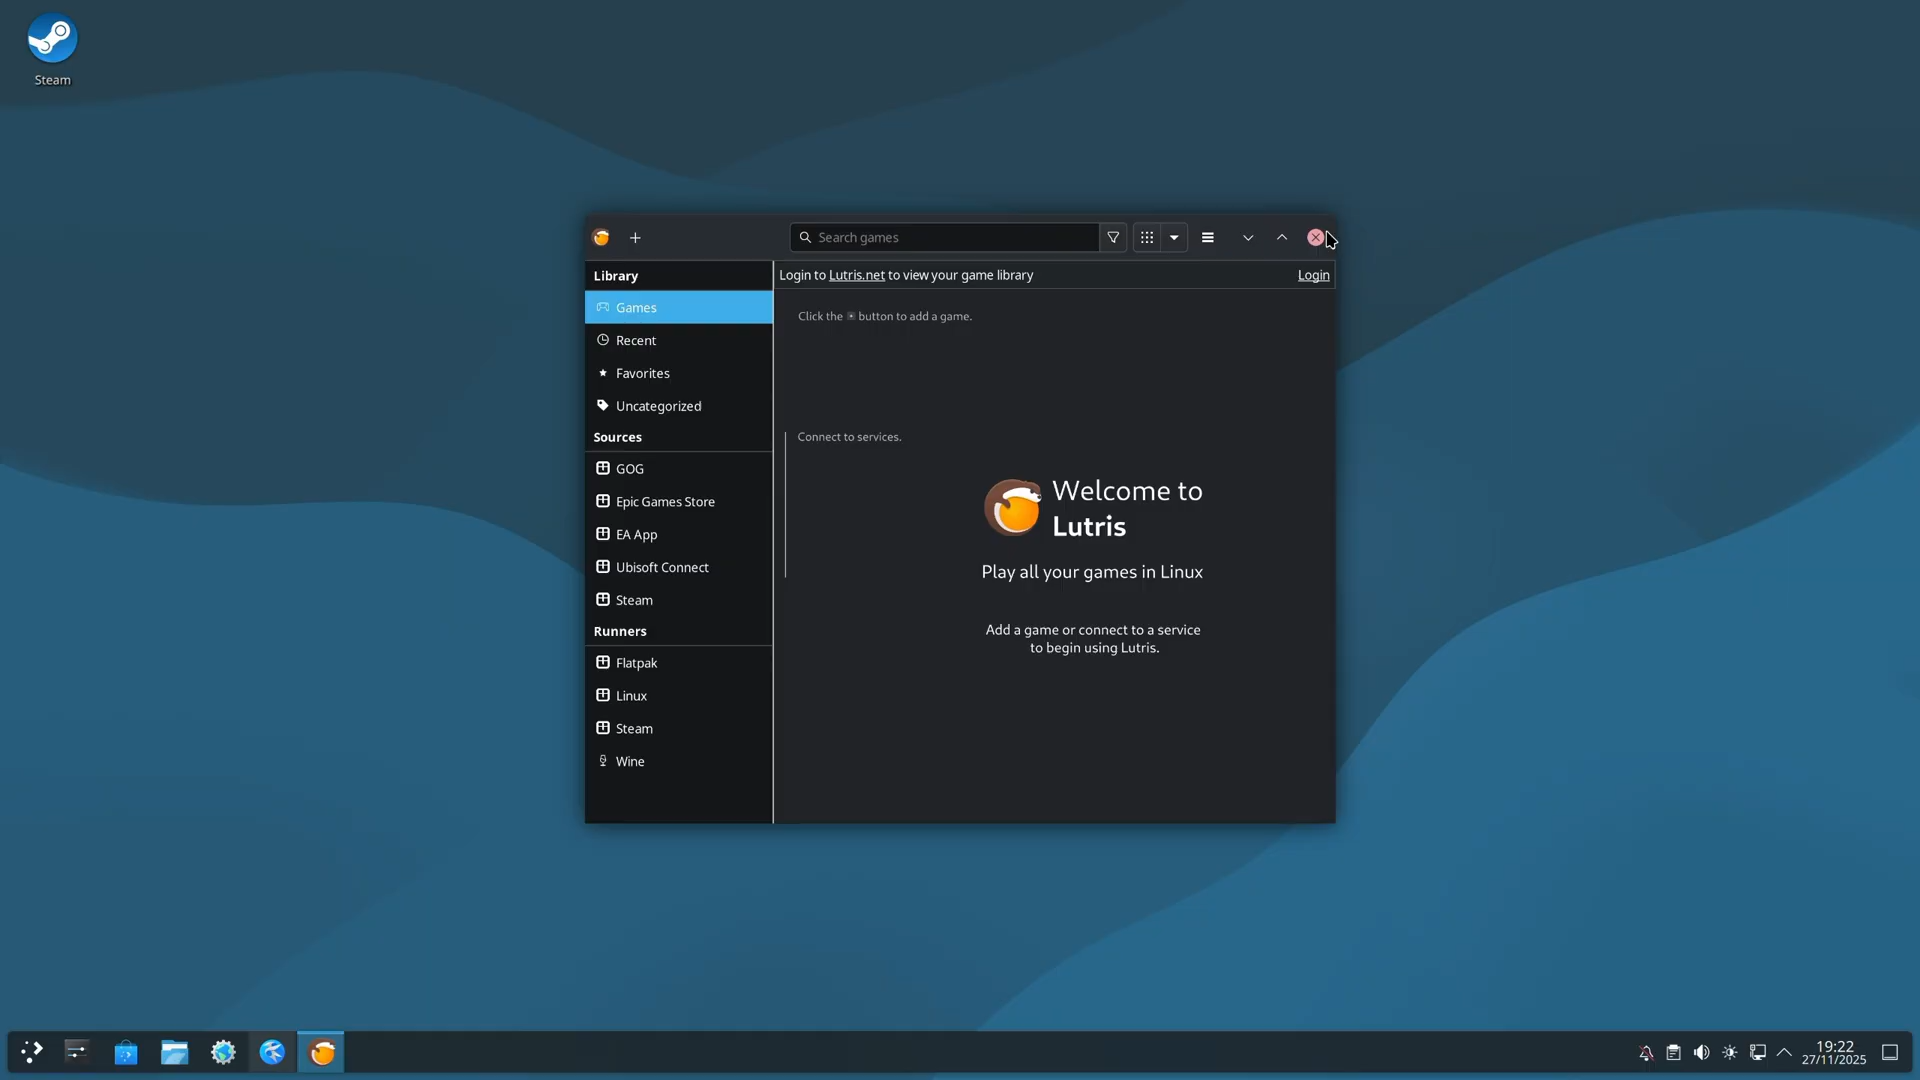 Steam
Search games
Library
Login to Lutris.net to view your game library
Login
Games
Click the button to add a game.
Recent
Favorites
Uncategorized
Sources
Connect to services.
GOG
Epic Games Store
EA App
Ubisoft Connect
Steam
Runners
Flatpak
Linux
Steam
Wine
Welcome to
Lutris
Play all your games in Linux
Add a game or connect to a service
to begin using Lutris.
19:22
27/11/2025